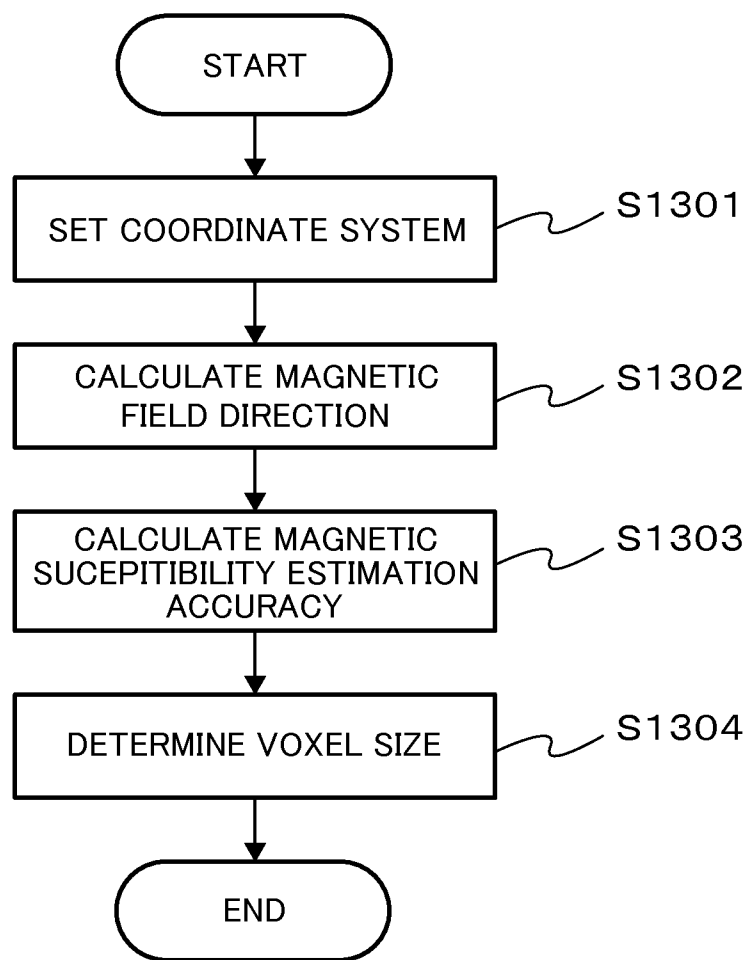 START
SET COORDINATE SYSTEM
S1301
CALCULATE MAGNETIC
FIELD DIRECTION
S1302
CALCULATE MAGNETIC
SUCEPITIBILITY ESTIMATION
ACCURACY
S1303
DETERMINE VOXEL SIZE
S1304
END